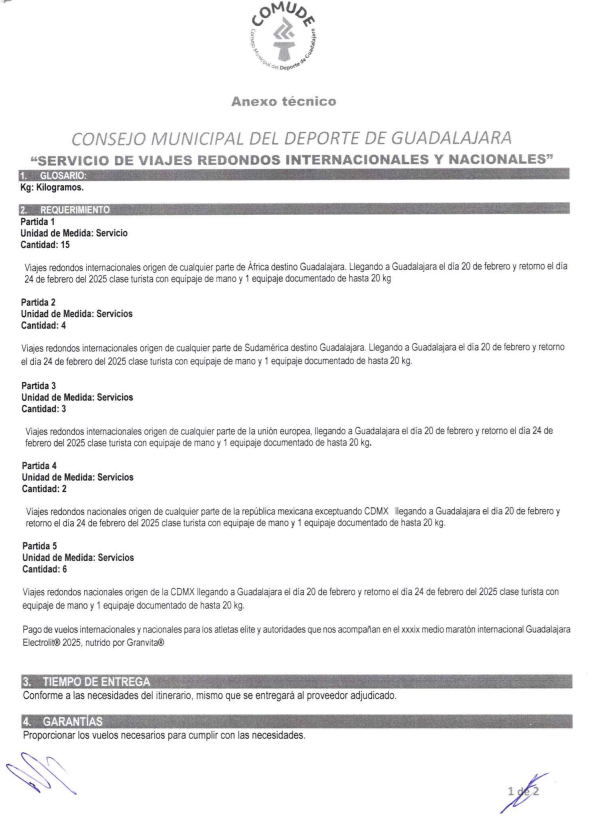 COMUDE
Consejo Municipal del Deporte de Guadalajara
Anexo técnico
CONSEJO MUNICIPAL DEL DEPORTE DE GUADALAJARA
“SERVICIO DE VIAJES REDONDOS INTERNACIONALES Y NACIONALES”
1. GLOSARIO:
Kg: Kilogramos.
2. REQUERIMIENTO
Partida 1
Unidad de Medida: Servicio
Cantidad: 15
Viajes redondos internacionales origen de cualquier parte de África destino Guadalajara. Llegando a Guadalajara el día 20 de febrero y retorno el día
24 de febrero del 2025 clase turista con equipaje de mano y 1 equipaje documentado de hasta 20 kg
Partida 2
Unidad de Medida: Servicios
Cantidad: 4
Viajes redondos internacionales origen de cualquier parte de Sudamérica destino Guadalajara. Llegando a Guadalajara el día 20 de febrero y retorno
el día 24 de febrero del 2025 clase turista con equipaje de mano y 1 equipaje documentado de hasta 20 kg.
Partida 3
Unidad de Medida: Servicios
Cantidad: 3
Viajes redondos internacionales origen de cualquier parte de la unión europea, llegando a Guadalajara el día 20 de febrero y retorno el día 24 de
febrero del 2025 clase turista con equipaje de mano y 1 equipaje documentado de hasta 20 kg.
Partida 4
Unidad de Medida: Servicios
Cantidad: 2
Viajes redondos nacionales origen de cualquier parte de la república mexicana exceptuando CDMX llegando a Guadalajara el día 20 de febrero y
retorno el día 24 de febrero del 2025 clase turista con equipaje de mano y 1 equipaje documentado de hasta 20 kg.
Partida 5
Unidad de Medida: Servicios
Cantidad: 6
Viajes redondos nacionales origen de la CDMX llegando a Guadalajara el día 20 de febrero y retorno el día 24 de febrero del 2025 clase turista con
equipaje de mano y 1 equipaje documentado de hasta 20 kg.
Pago de vuelos internacionales y nacionales para los atletas elite y autoridades que nos acompañan en el xxxix medio maratón internacional Guadalajara
Electrolit® 2025, nutrido por Granvita®
3. TIEMPO DE ENTREGA
Conforme a las necesidades del itinerario, mismo que se entregará al proveedor adjudicado.
4. GARANTÍAS
Proporcionar los vuelos necesarios para cumplir con las necesidades.
1 de 2